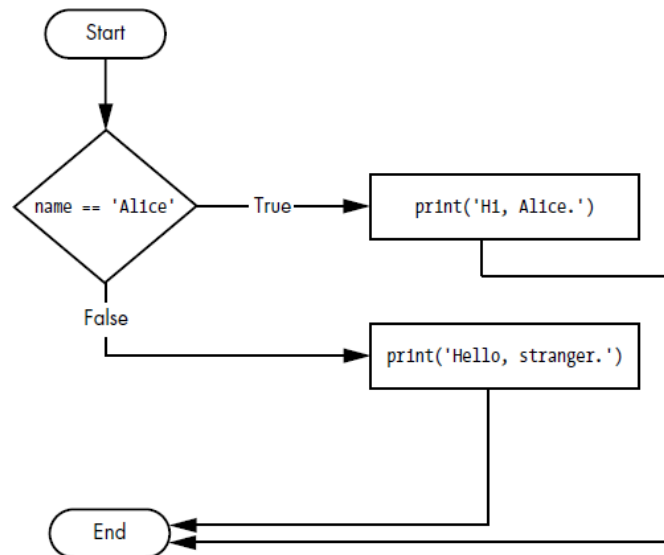 Start
name == 'Alice'
True
print('Hi, Alice.')
False
print('Hello, stranger.')
End